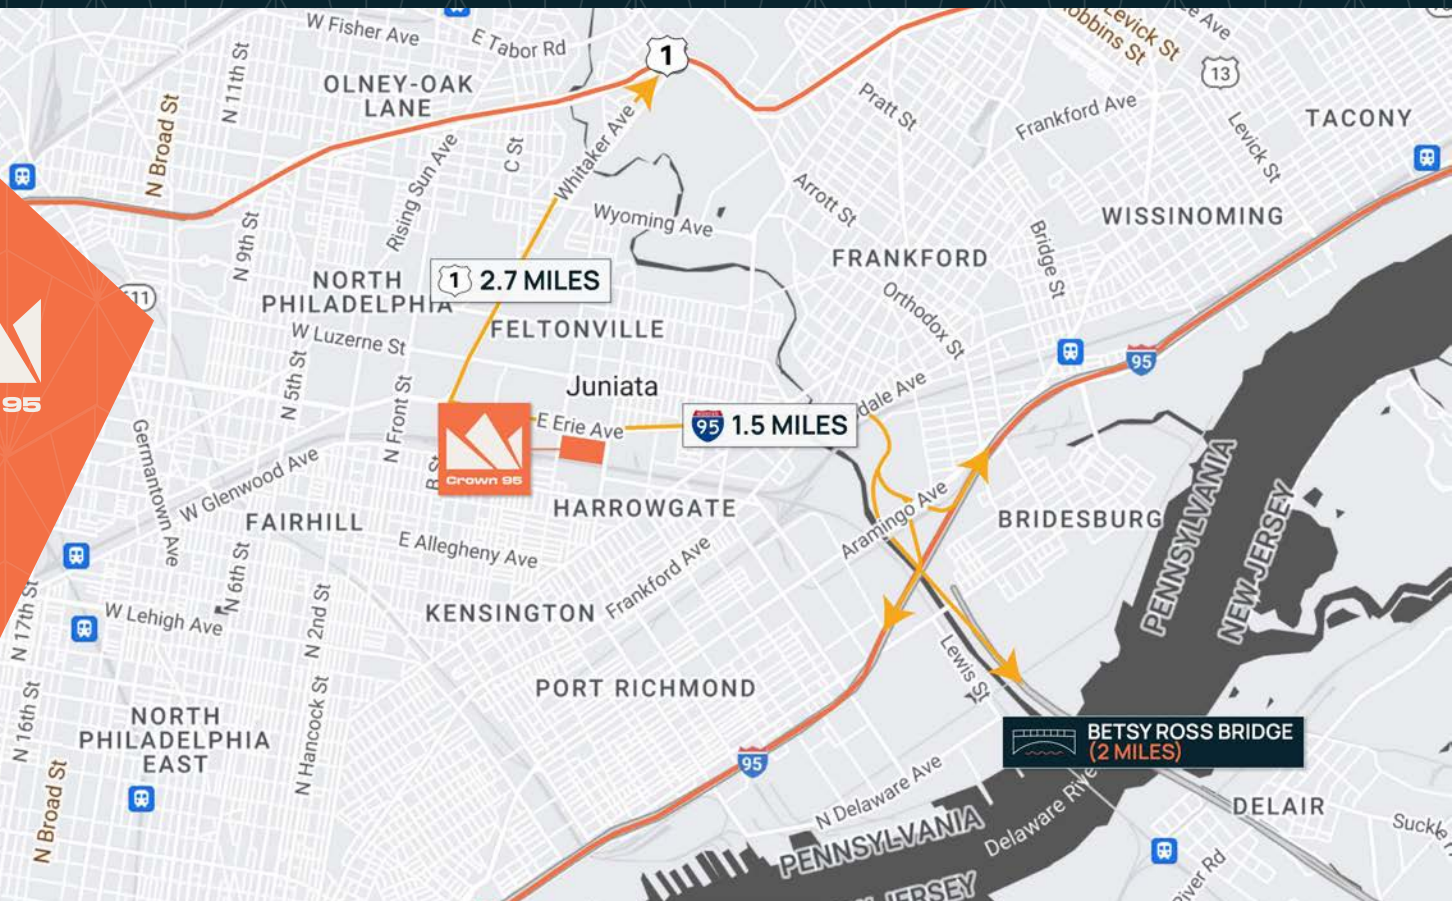 W Fisher Ave
E Tabor Rd
1
Levick St
Robbins St
13
OLNEY-OAK
LANE
N 11th St
N Broad St
Pratt St
Frankford Ave
Levick St
TACONY
C St
Whitaker Ave
Rising Sun Ave
Arrott St
Wyoming Ave
WISSINOMING
N 9th St
Bridge St
FRANKFORD
NORTH
PHILADELPHIA
1 2.7 MILES
Orthodox St
FELTONVILLE
W Luzerne St
95
N 5th St
N Front St
Juniata
95
E Erie Ave
95 1.5 MILES
Crown 95
Germantown Ave
W Glenwood Ave
HARROWGATE
FAIRHILL
E Allegheny Ave
Aramingo Ave
BRIDESBURG
PENNSYLVANIA
NEW JERSEY
N 17th St
N 6th St
W Lehigh Ave
N 2nd St
KENSINGTON
Frankford Ave
Lewis St
PORT RICHMOND
N 16th St
N Hancock St
NORTH
PHILADELPHIA
EAST
BETSY ROSS BRIDGE
(2 MILES)
95
N Broad St
N Delaware Ave
Delaware River
DELAIR
PENNSYLVANIA
River Rd
JERSEY